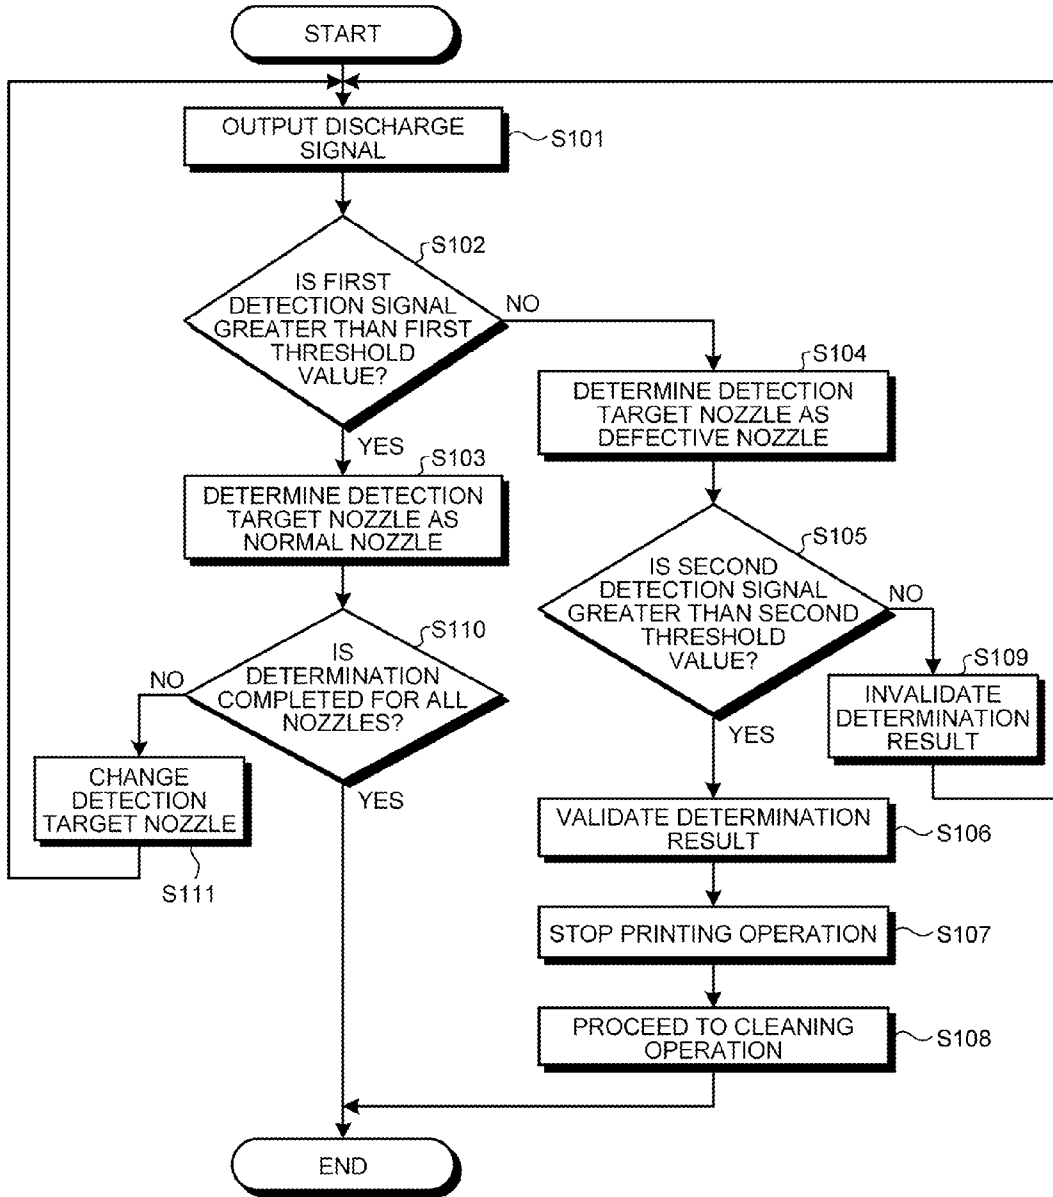 START
OUTPUT DISCHARGE
SIGNAL
S101
S102
IS FIRST
DETECTION SIGNAL
GREATER THAN FIRST
THRESHOLD
VALUE?
NO
YES
S103
DETERMINE DETECTION
TARGET NOZZLE AS
NORMAL NOZZLE
S110
IS
DETERMINATION
COMPLETED FOR ALL
NOZZLES?
NO
YES
CHANGE
DETECTION
TARGET NOZZLE
S111
S104
DETERMINE DETECTION
TARGET NOZZLE AS
DEFECTIVE NOZZLE
S105
IS SECOND
DETECTION SIGNAL
GREATER THAN SECOND
THRESHOLD
VALUE?
NO
YES
S109
INVALIDATE
DETERMINATION
RESULT
VALIDATE DETERMINATION
RESULT
S106
STOP PRINTING OPERATION
S107
PROCEED TO CLEANING
OPERATION
S108
END